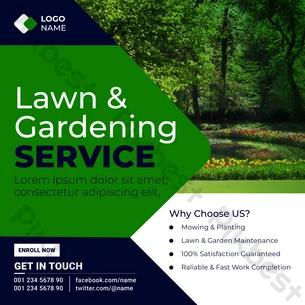 LOGO
NAME
Lawn &
Gardening
SERVICE
Lorem ipsum dolor sit amet,
consectetur adipiscing elit,
Why Choose US?
Mowing & Planting
Lawn & Garden Maintenance
100% Satisfaction Guaranteed
Raliable & Fast Work Completion
ENROLL NOW
GET IN TOUCH
001 234 5678 90
001 234 5678 90
facebook.com/name
twitter.com/@name